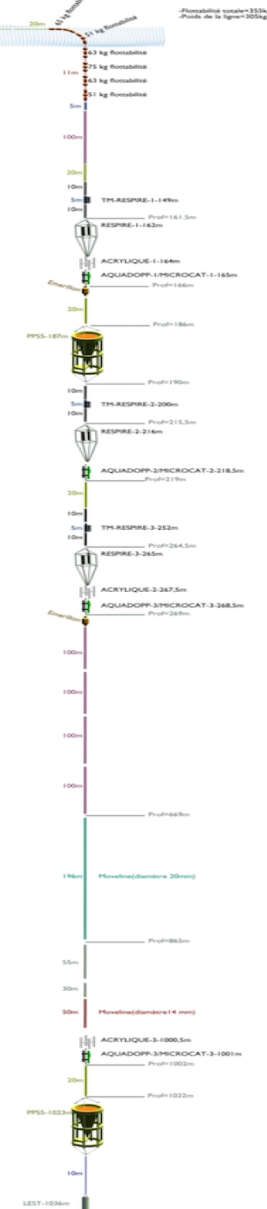 -Flottabilité totale=355kg
-Poids de la ligne=305kg
20m
51 kg flottabilité
63 kg flottabilité
75 kg flottabilité
11m
63 kg flottabilité
51 kg flottabilité
5m
100m
20m
10m
5m TM-RESPIRE-1-149m
10m
Prof=161,5m
RESPIRE-1-162m
ACRYLIQUE-1-164m
AQUADOPP-1/MICROCAT-1-165m
Emerillon
Prof=166m
20m
Prof=186m
PPS5-187m
Prof=190m
10m
5m TM-RESPIRE-2-200m
10m
Prof=215,5m
RESPIRE-2-216m
AQUADOPP-2/MICROCAT-2-218,5m
Prof=219m
20m
10m
5m TM-RESPIRE-3-252m
10m
Prof=264,5m
RESPIRE-3-265m
ACRYLIQUE-2-267,5m
AQUADOPP-3/MICROCAT-3-268,5m
Emerillon
Prof=269m
100m
100m
100m
100m
Prof=669m
196m Moveline(diamètre 20mm)
Prof=865m
55m
30m
50m Moveline(diamètre14 mm)
ACRYLIQUE-3-1000,5m
AQUADOPP-3/MICROCAT-3-1001m
Prof=1002m
20m
Prof=1022m
PPS5-1023m
10m
LEST-1036m